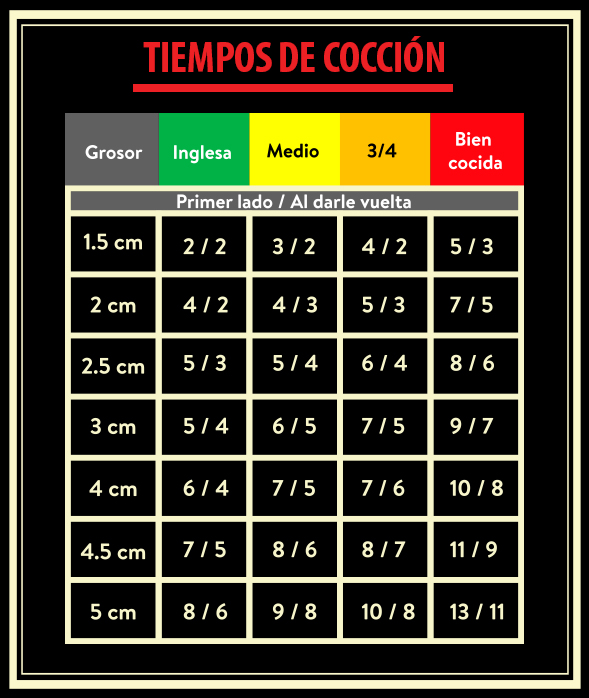 TIEMPOS DE COCCIÓN
Grosor Inglesa Medio 3/4 Bien cocida
Primer lado / Al darle vuelta
1.5 cm 2 / 2 3 / 2 4 / 2 5 / 3
2 cm 4 / 2 4 / 3 5 / 3 7 / 5
2.5 cm 5 / 3 5 / 4 6 / 4 8 / 6
3 cm 5 / 4 6 / 5 7 / 5 9 / 7
4 cm 6 / 4 7 / 5 7 / 6 10 / 8
4.5 cm 7 / 5 8 / 6 8 / 7 11 / 9
5 cm 8 / 6 9 / 8 10 / 8 13 / 11